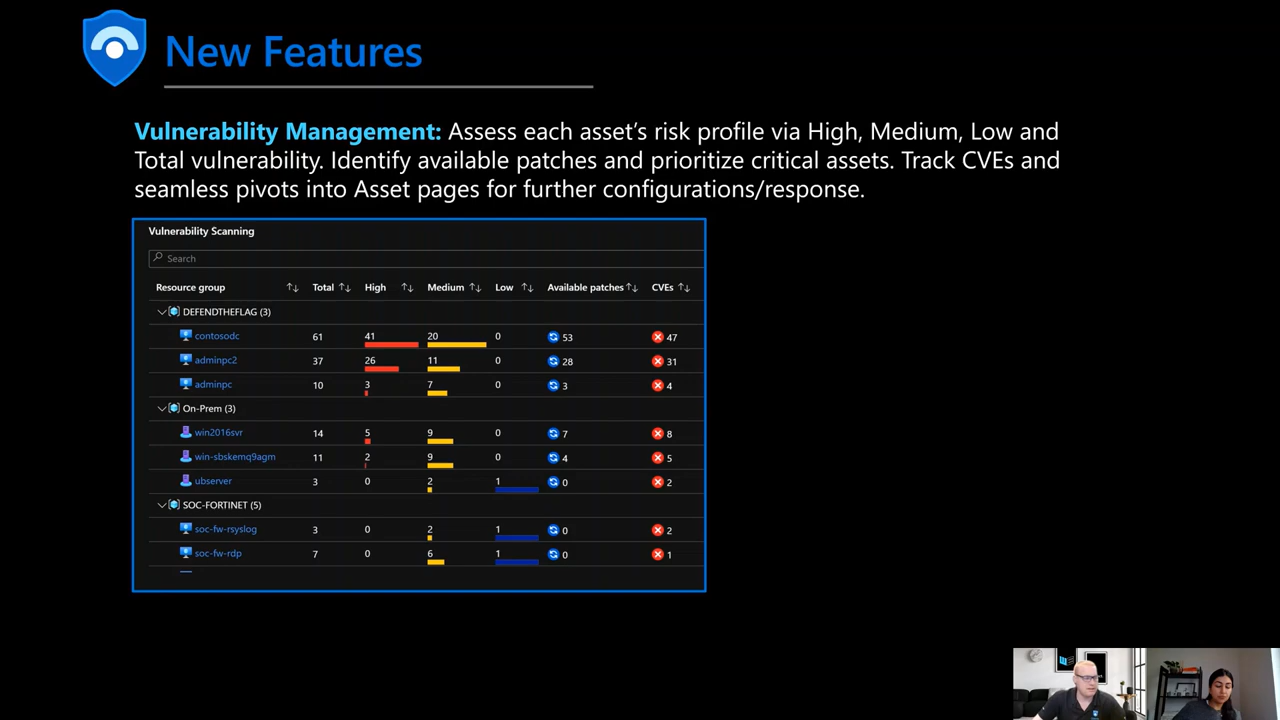 New Features
Vulnerability Management: Assess each asset's risk profile via High, Medium, Low and
Total vulnerability. Identify available patches and prioritize critical assets. Track CVEs and
seamless pivots into Asset pages for further configurations/response.
Vulnerability Scanning
Search
Resource group Total High Medium Low Available patches CVEs
DEFENDTHEFLAG (3)
contosodc 61 41 20 0 53 47
adminpc2 37 26 11 0 28 31
adminpc 10 3 7 0 3 4
On-Prem (3)
win2016svr 14 5 9 0 7 8
win-sbskemq9agm 11 2 9 0 4 5
ubserver 3 0 2 1 0 2
SOC-FORTINET (5)
soc-fw-rsyslog 3 0 2 1 0 2
soc-fw-rdp 7 0 6 1 0 1